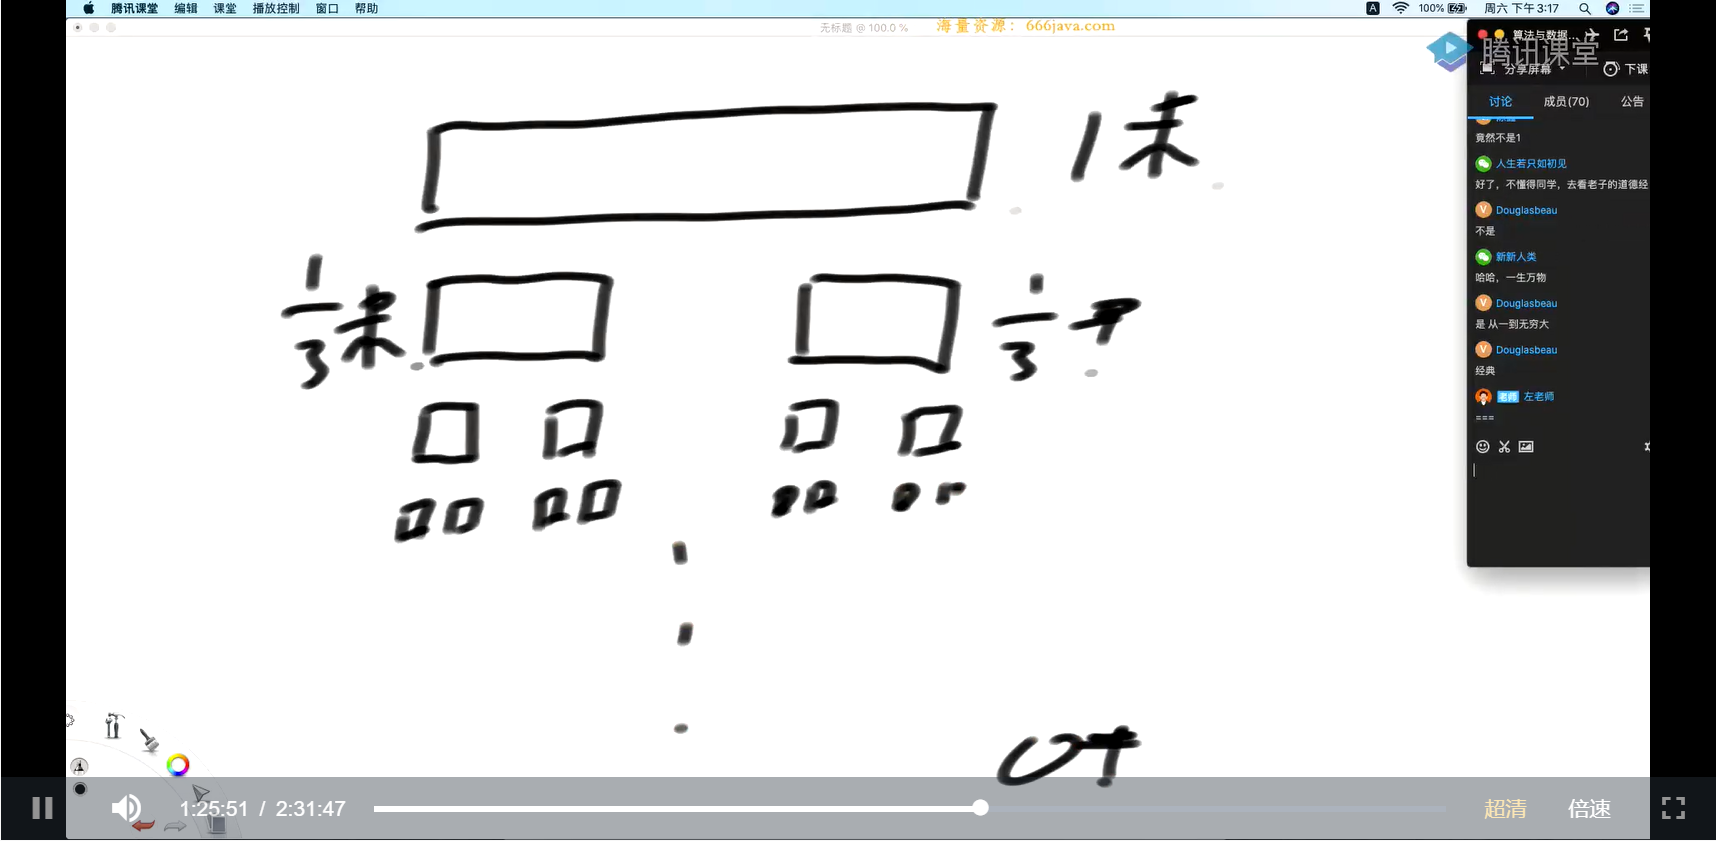 腾讯课堂 编辑 课堂 播放控制 窗口 帮助
A 100% 周六 下午3:17
无标题 @ 100.0 %
海量资源：666java.com
算法与数据...
腾讯课堂
分享屏幕 下课
讨论 成员(70) 公告
竟然不是1
人生若只如初见
好了，不懂得同学，去看老子的道德经
V Douglasbeau
不是
新新人类
哈哈，一生万物
V Douglasbeau
是 从一到无穷大
V Douglasbeau
经典
老师 左老师
===
1米
1/3米
1/3
1:25:51 / 2:31:47
超清 倍速